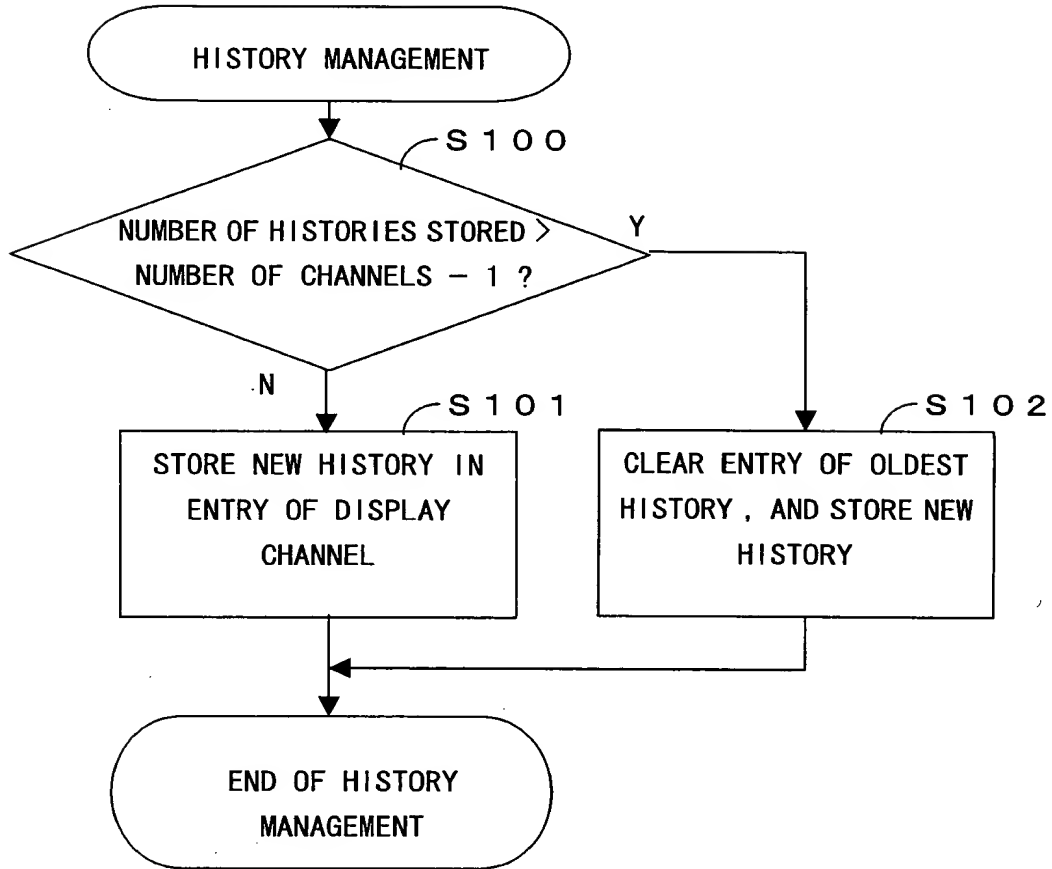 HISTORY MANAGEMENT
S100
NUMBER OF HISTORIES STORED >
NUMBER OF CHANNELS - 1 ?
Y
N
S101
STORE NEW HISTORY IN
ENTRY OF DISPLAY
CHANNEL
S102
CLEAR ENTRY OF OLDEST
HISTORY, AND STORE NEW
HISTORY
END OF HISTORY
MANAGEMENT